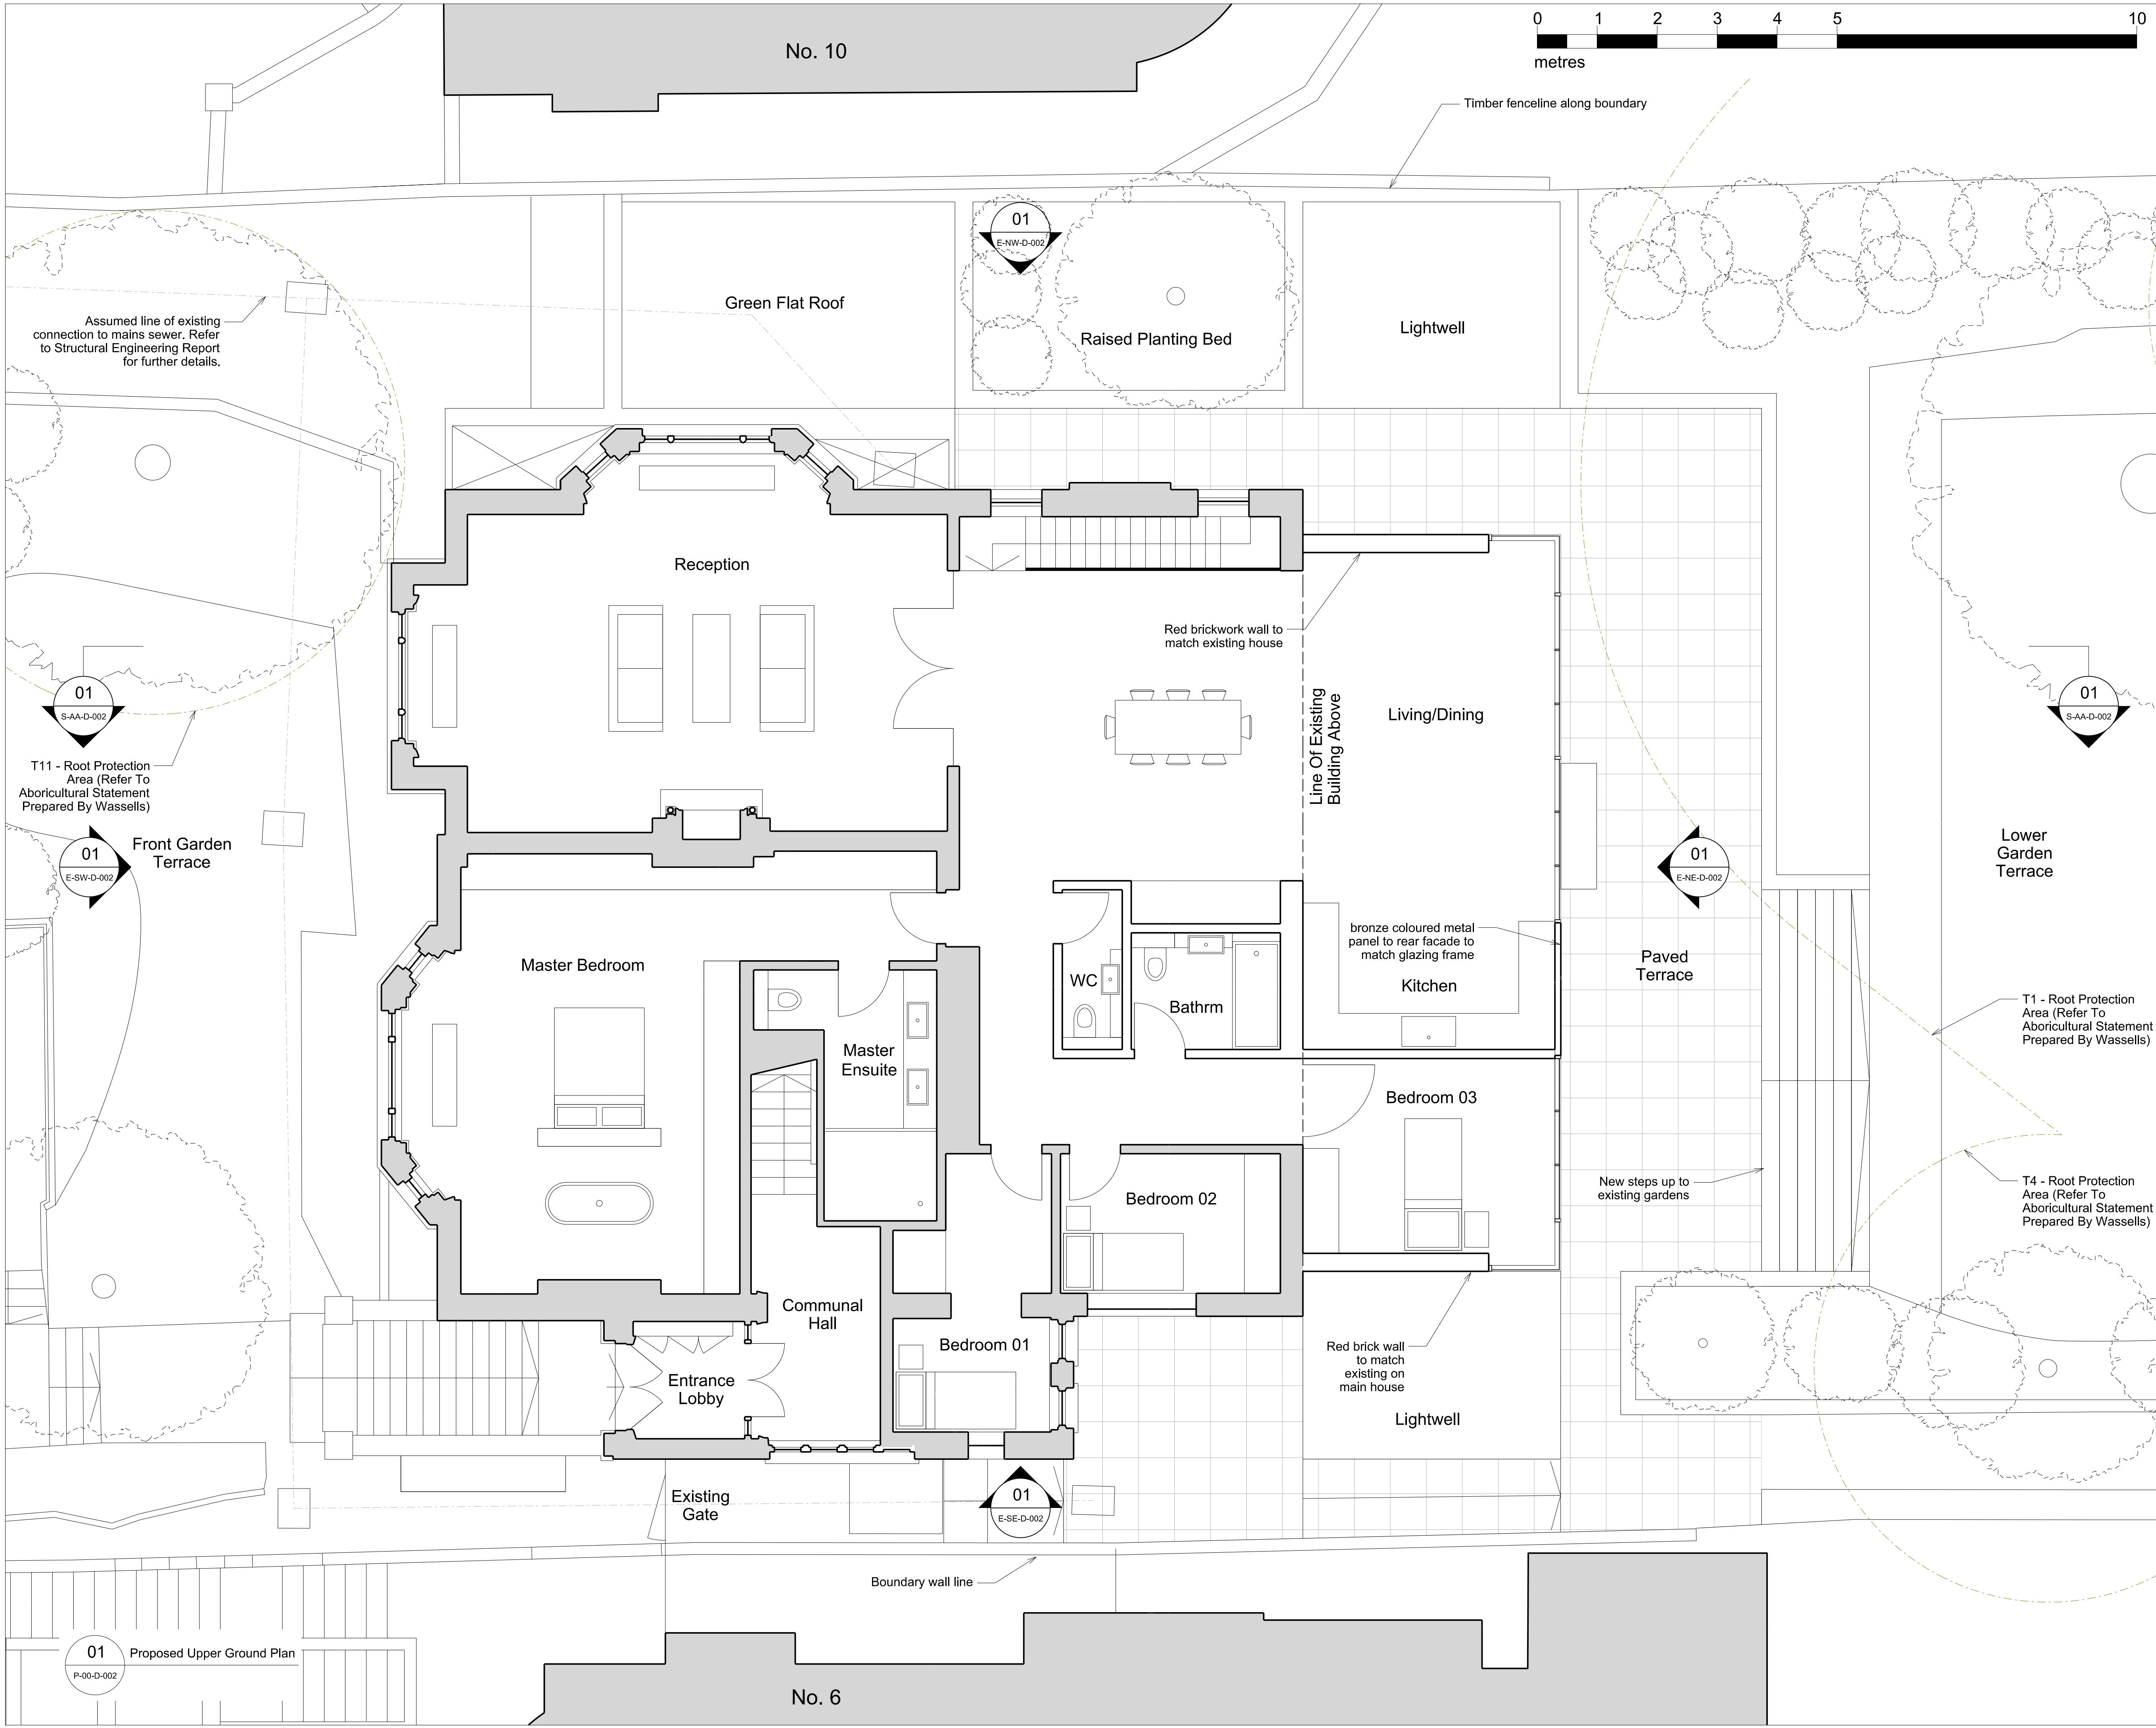 No. 10
0 1 2 3 4 5 10
metres
Timber fenceline along boundary
01
E-NW-D-002
Green Flat Roof
Raised Planting Bed
Lightwell
Assumed line of existing
connection to mains sewer. Refer
to Structural Engineering Report
for further details.
Reception
Red brickwork wall to
match existing house
Line Of Existing
Building Above
Living/Dining
01
S-AA-D-002
01
S-AA-D-002
T11 - Root Protection
Area (Refer To
Aboricultural Statement
Prepared By Wassells)
01
E-SW-D-002
Front Garden
Terrace
01
E-NE-D-002
Lower
Garden
Terrace
Master Bedroom
WC
Bathrm
bronze coloured metal
panel to rear facade to
match glazing frame
Kitchen
Paved
Terrace
Master
Ensuite
T1 - Root Protection
Area (Refer To
Aboricultural Statement
Prepared By Wassells)
Bedroom 03
Bedroom 02
New steps up to
existing gardens
T4 - Root Protection
Area (Refer To
Aboricultural Statement
Prepared By Wassells)
Communal
Hall
Bedroom 01
Red brick wall
to match
existing on
main house
Entrance
Lobby
Lightwell
Existing
Gate
01
E-SE-D-002
Boundary wall line
01
P-00-D-002
Proposed Upper Ground Plan
No. 6